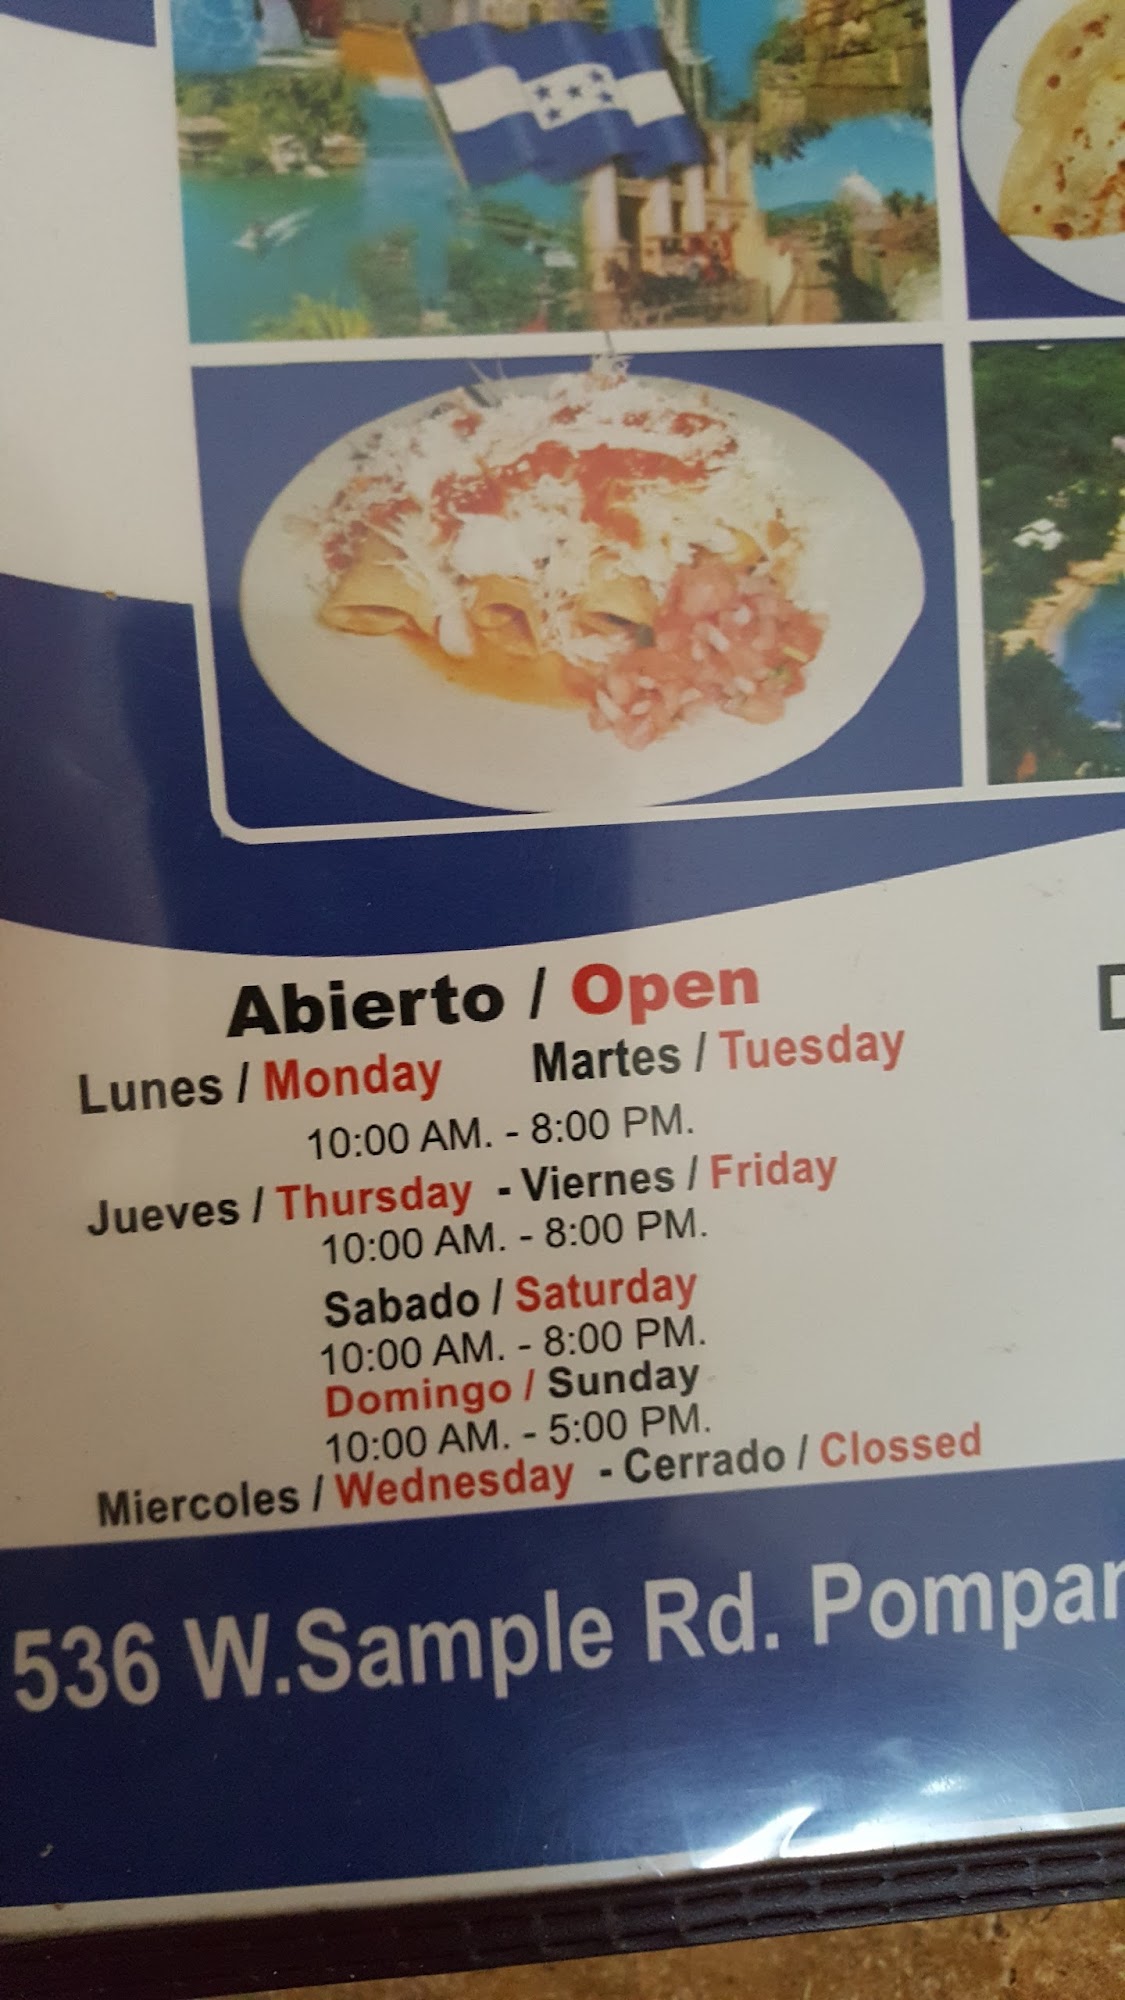 Abierto / Open
Lunes / Monday Martes / Tuesday
10:00 AM. - 8:00 PM.
Jueves / Thursday - Viernes / Friday
10:00 AM. - 8:00 PM.
Sabado / Saturday
10:00 AM. - 8:00 PM.
Domingo / Sunday
10:00 AM. - 5:00 PM.
Miercoles / Wednesday - Cerrado / Clossed
536 W.Sample Rd.